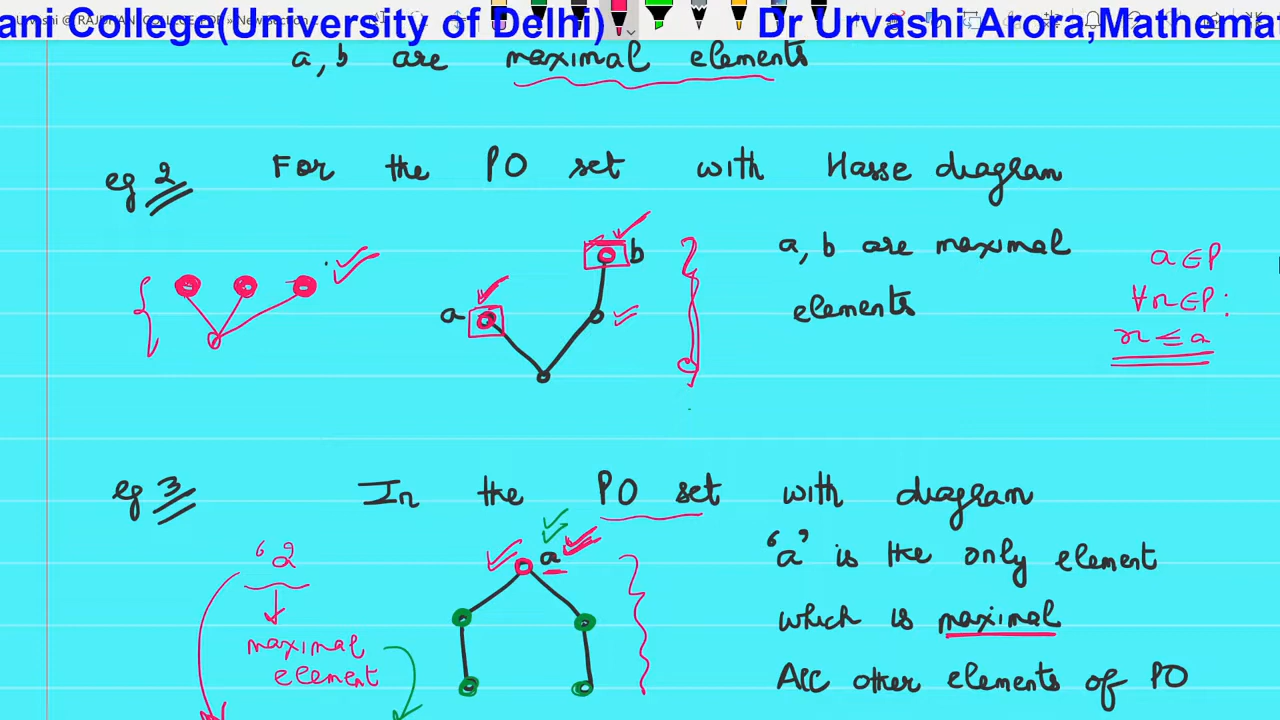 ani College(University of Delhi) Dr Urvashi Arora,Mathema
a, b are maximal elements
eg 2 For the PO set with Hasse diagram
a b
a, b are maximal
elements
a ∈ P
∀ x ∈ P :
x ≤ a
eg 3 In the PO set with diagram
a
'a' is the only element
which is maximal
All other elements of PO
'a'
maximal
element